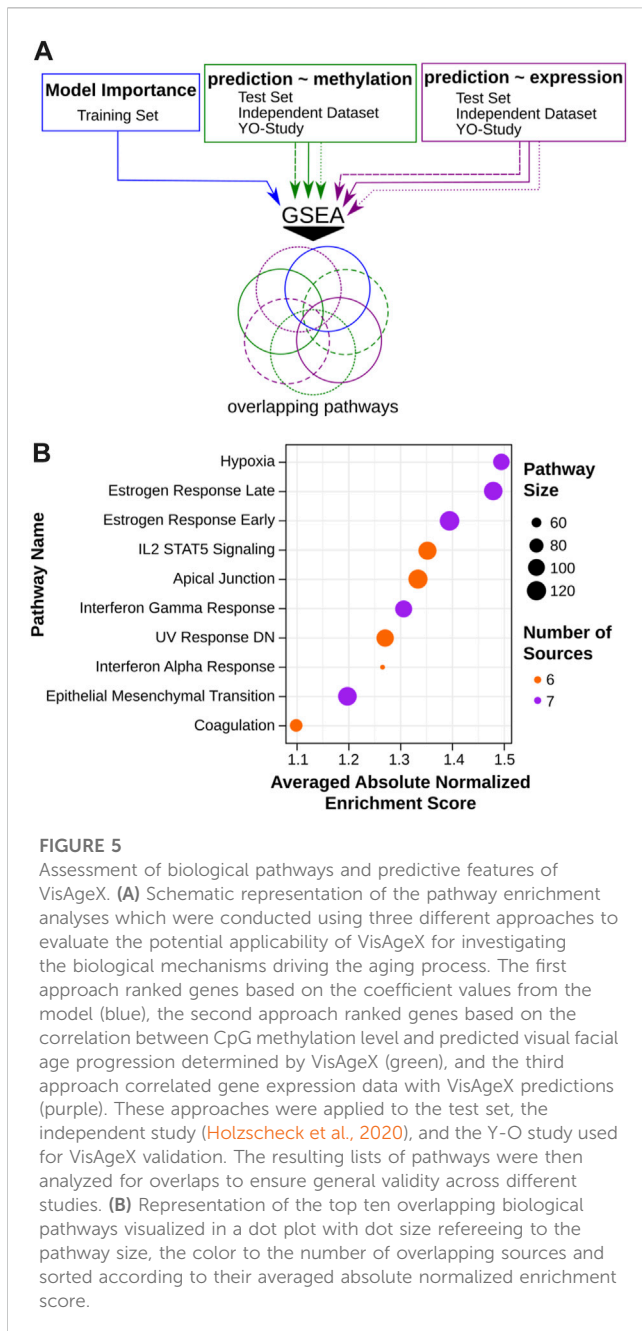 A
Model Importance
Training Set
prediction ~ methylation
Test Set
Independent Dataset
YO-Study
prediction ~ expression
Test Set
Independent Dataset
YO-Study
GSEA
overlapping pathways
B
Pathway Name
Hypoxia
Estrogen Response Late
Estrogen Response Early
IL2 STAT5 Signaling
Apical Junction
Interferon Gamma Response
UV Response DN
Interferon Alpha Response
Epithelial Mesenchymal Transition
Coagulation
1.1 1.2 1.3 1.4 1.5
Averaged Absolute Normalized
Enrichment Score
Pathway
Size
60
80
100
120
Number of
Sources
6
7
FIGURE 5
Assessment of biological pathways and predictive features of
VisAgeX. (A) Schematic representation of the pathway enrichment
analyses which were conducted using three different approaches to
evaluate the potential applicability of VisAgeX for investigating
the biological mechanisms driving the aging process. The first
approach ranked genes based on the coefficient values from the
model (blue), the second approach ranked genes based on the
correlation between CpG methylation level and predicted visual facial
age progression determined by VisAgeX (green), and the third
approach correlated gene expression data with VisAgeX predictions
(purple). These approaches were applied to the test set, the
independent study (Holzscheck et al., 2020), and the Y-O study used
for VisAgeX validation. The resulting lists of pathways were then
analyzed for overlaps to ensure general validity across different
studies. (B) Representation of the top ten overlapping biological
pathways visualized in a dot plot with dot size refereeing to the
pathway size, the color to the number of overlapping sources and
sorted according to their averaged absolute normalized enrichment
score.